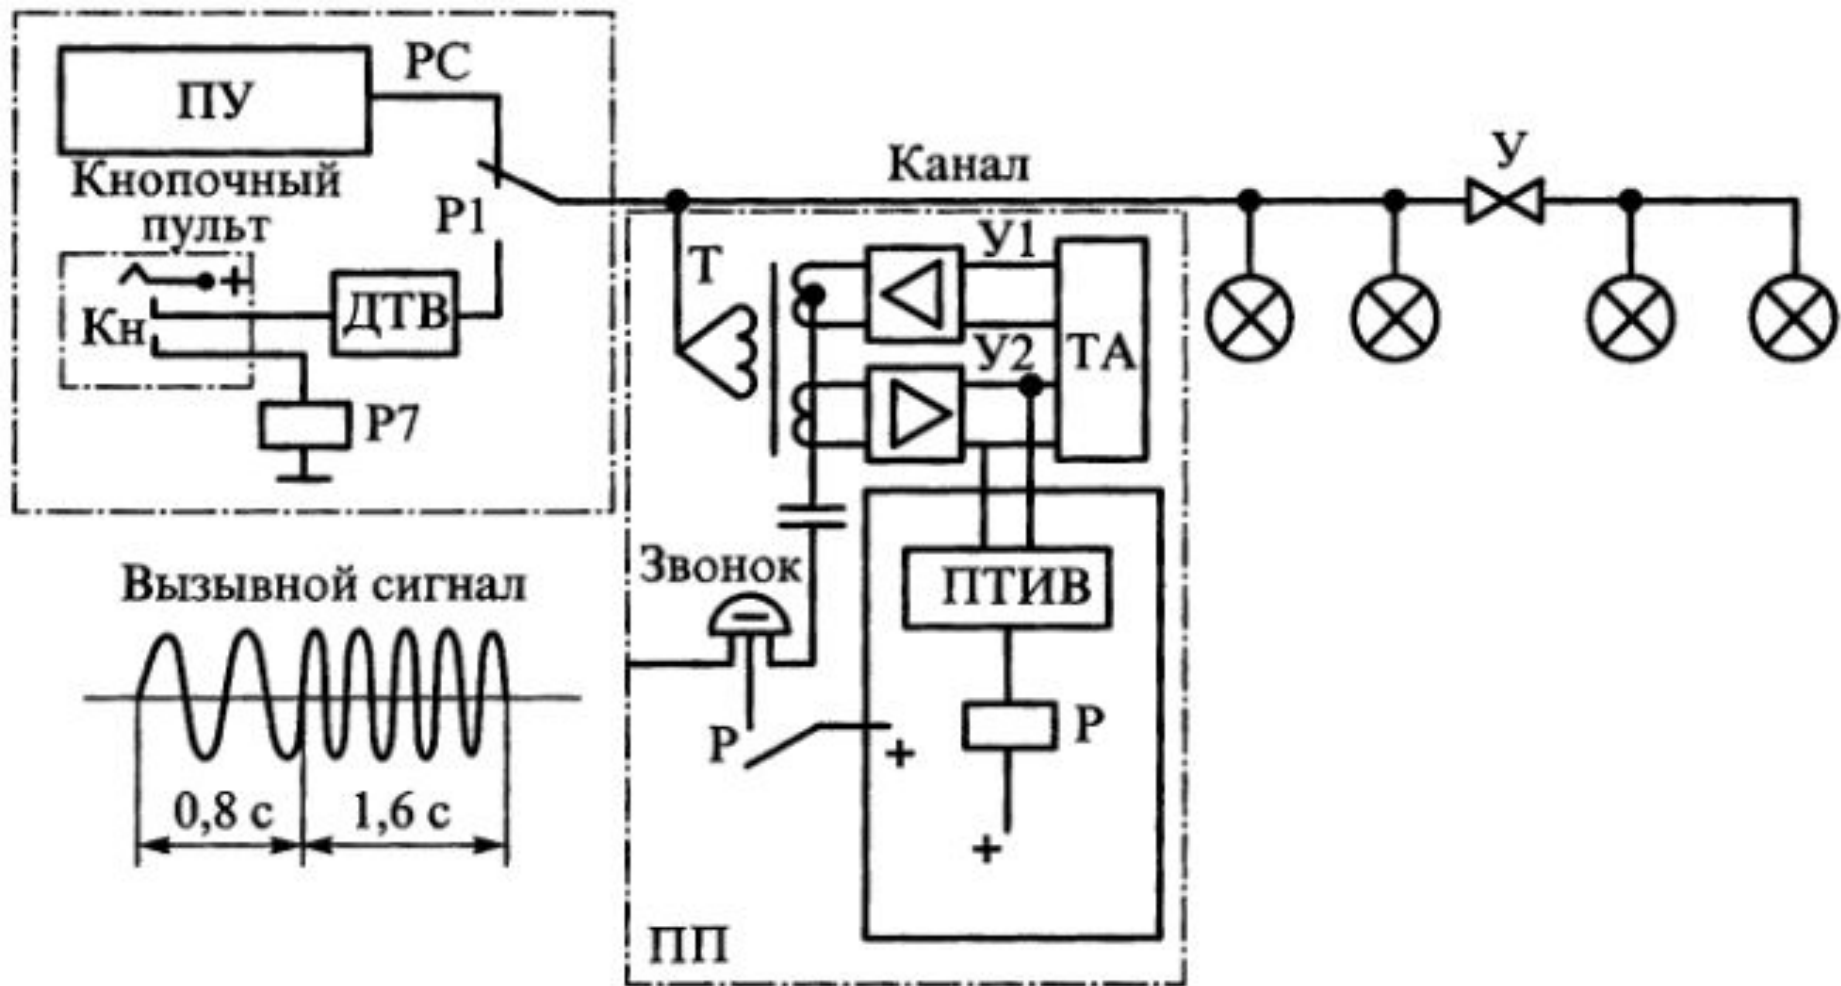 ПУ
РС
Кнопочный
пульт
Р1
Кн
+
ДТВ
Р7
Вызывной сигнал
0,8 с
1,6 с
Канал
У
Т
У1
У2
ТА
Звонок
ПТИВ
Р
+
Р
+
ПП